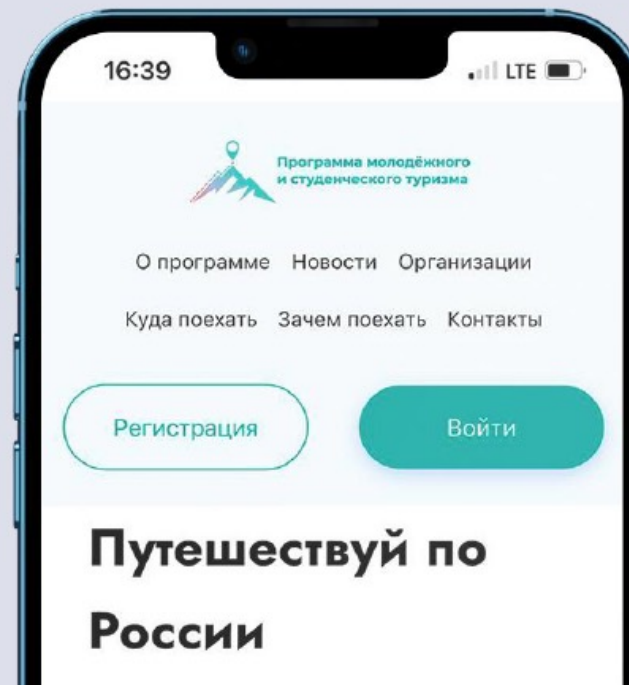 16:39
LTE
Программа молодёжного
и студенческого туризма
О программе Новости Организации
Куда поехать Зачем поехать Контакты
Регистрация
Войти
Путешествуй по
России